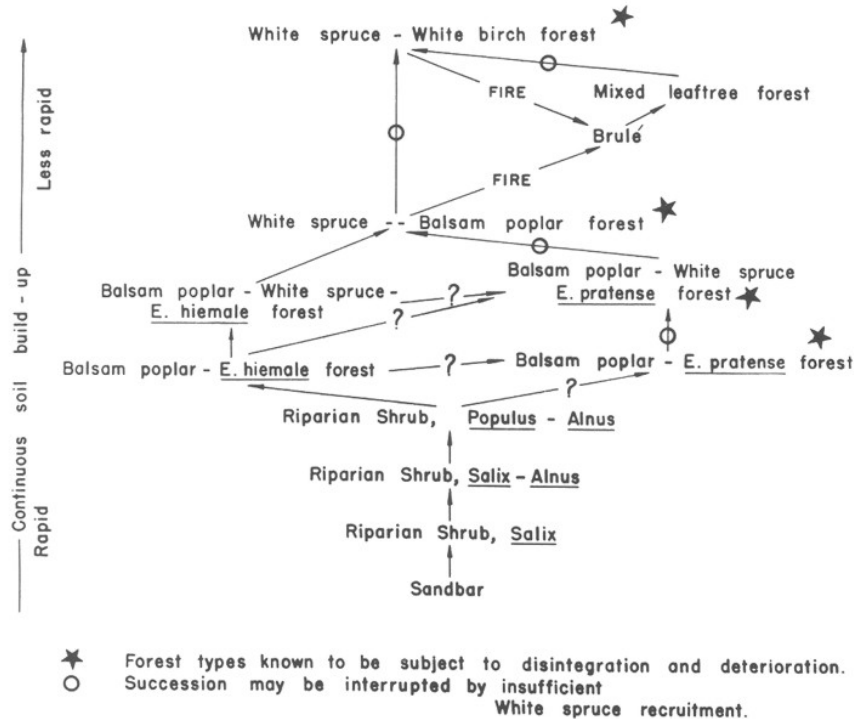 White spruce - White birch forest
FIRE
Mixed leaftree forest
Brulé
FIRE
White spruce -- Balsam poplar forest
Balsam poplar - White spruce
E. pratense forest
Balsam poplar - White spruce -
E. hiemale forest
?
?
Balsam poplar - E. hiemale forest
?
Balsam poplar - E. pratense forest
?
Riparian Shrub, Populus - Alnus
Riparian Shrub, Salix - Alnus
Riparian Shrub, Salix
Sandbar
Continuous soil build - up
Rapid
Less rapid
Forest types known to be subject to disintegration and deterioration.
Succession may be interrupted by insufficient
White spruce recruitment.